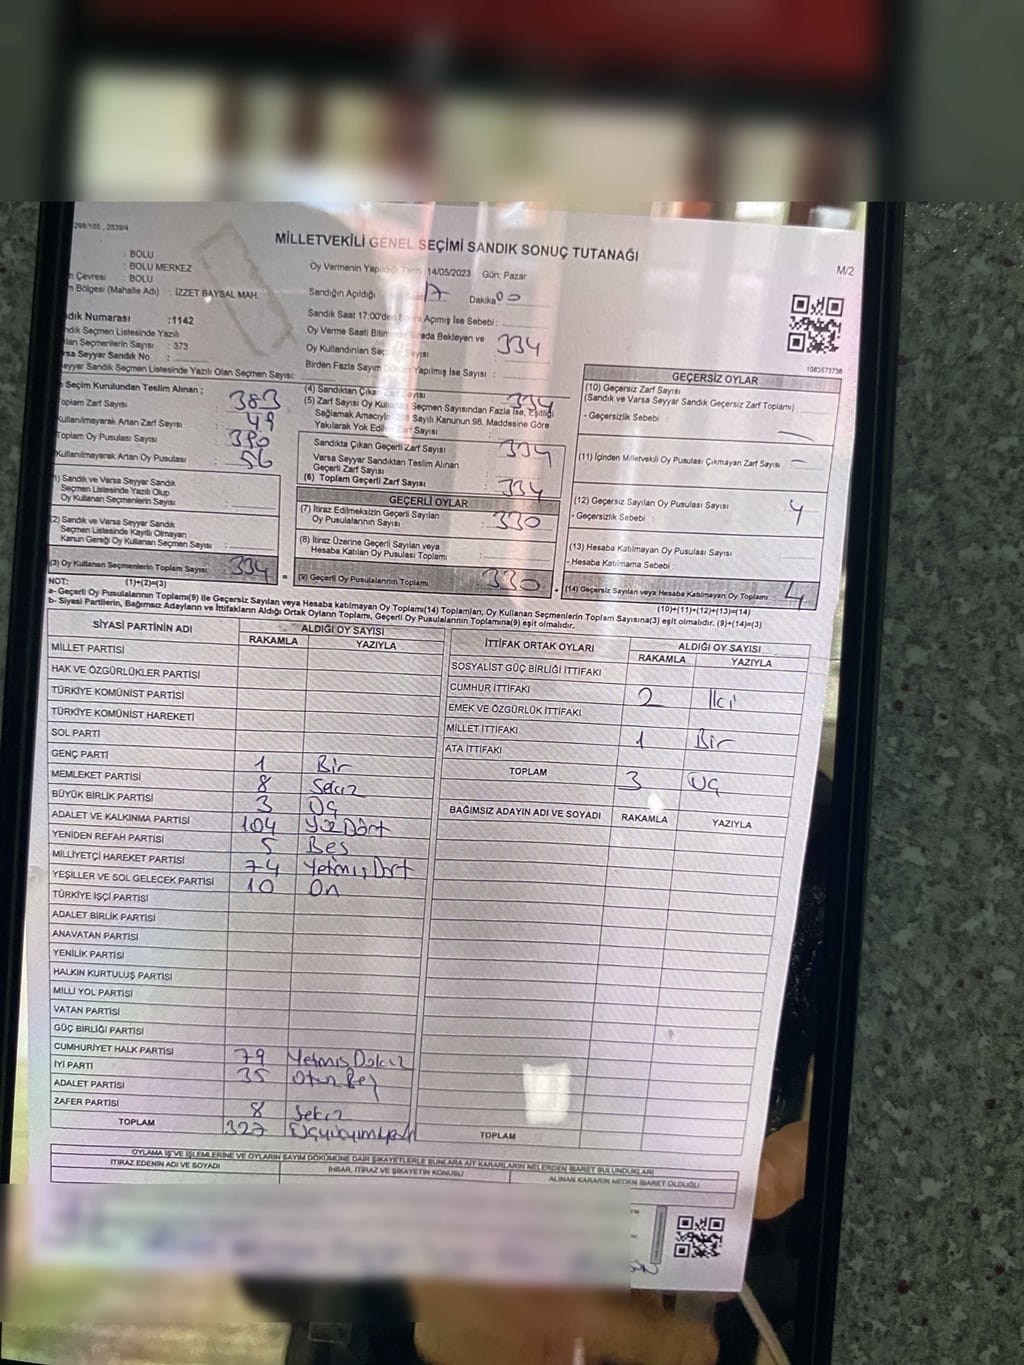 298/105 , 2839/4
MİLLETVEKİLİ GENEL SEÇİMİ SANDIK SONUÇ TUTANAĞI
M/2
: BOLU
: BOLU MERKEZ
Çevresi : BOLU
Bölgesi (Mahalle Adı) : İZZET BAYSAL MAH.
Oy Vermenin Yapıldığı Tarih 14/05/2023 Gün: Pazar
Sandığın Açıldığı 17 Dakika 00
Numarası :1142
Seçmen Listesinde Yazılı
Seçmenlerin Sayısı : 373
Seyyar Sandık No :
Seyyar Sandık Seçmen Listesinde Yazılı Olan Seçmen Sayısı:
Sandık Saat 17:00'den Açımış İse Sebebi :
Oy Verme Saati Sırada Bekleyen ve
Oy Kullandırılan 334
Birden Fazla Sayım Yapılmış İse Sayısı :
1083573736
Seçim Kurulundan Teslim Alınan ;
Toplam Zarf Sayısı : 383
Kullanılmayarak Artan Zarf Sayısı : 49
Toplam Oy Pusulası Sayısı : 390
Kullanılmayarak Artan Oy Pusulası : 56
(1) Sandık ve Varsa Seyyar Sandık
Seçmen Listesinde Yazılı Olup
Oy Kullanan Seçmenlerin Sayısı :
(2) Sandık ve Varsa Seyyar Sandık
Seçmen Listesinde Kayıtlı Olmayan
Kanun Gereği Oy Kullanan Seçmen Sayısı :
(3) Oy Kullanan Seçmenlerin Toplam Sayısı: 334
(4) Sandıktan Çıkan Zarf Sayısı : 334
(5) Zarf Sayısı Oy Kullanan Seçmen Sayısından Fazla İse, Eşitliği
Sağlamak Amacıyla 298 Sayılı Kanunun 98. Maddesine Göre
Yakılarak Yok Edilen Zarf Sayısı
Sandıkta Çıkan Geçerli Zarf Sayısı : 334
Varsa Seyyar Sandıktan Teslim Alınan
Geçerli Zarf Sayısı
(6) Toplam Geçerli Zarf Sayısı : 334
GEÇERLİ OYLAR
(7) İtiraz Edilmeksizin Geçerli Sayılan
Oy Pusulalarının Sayısı : 330
(8) İtiraz Üzerine Geçerli Sayılan veya
Hesaba Katılan Oy Pusulası Toplamı :
= (9) Geçerli Oy Pusulalarının Toplamı : 330
GEÇERSİZ OYLAR
(10) Geçersiz Zarf Sayısı
(Sandık ve Varsa Seyyar Sandık Geçersiz Zarf Toplamı)
- Geçersizlik Sebebi : —
(11) İçinden Milletvekili Oy Pusulası Çıkmayan Zarf Sayısı : —
(12) Geçersiz Sayılan Oy Pusulası Sayısı : 4
- Geçersizlik Sebebi :
(13) Hesaba Katılmayan Oy Pusulası Sayısı
- Hesaba Katılmama Sebebi :
+ (14) Geçersiz Sayılan veya Hesaba Katılmayan Oy Toplamı : 4
NOT: (1)+(2)=(3)
(10)+(11)+(12)+(13)=(14)
a- Geçerli Oy Pusulalarının Toplamı(9) ile Geçersiz Sayılan veya Hesaba katılmayan Oy Toplamı(14) Toplamları, Oy Kullanan Seçmenlerin Toplam Sayısına(3) eşit olmalıdır. (9)+(14)=(3)
b- Siyasi Partilerin, Bağımsız Adayların ve İttifakların Aldığı Ortak Oyların Toplamı, Geçerli Oy Pusulalarının Toplamına(9) eşit olmalıdır.
SİYASİ PARTİNİN ADI ALDIĞI OY SAYISI
RAKAMLA YAZIYLA
MİLLET PARTİSİ
HAK VE ÖZGÜRLÜKLER PARTİSİ
TÜRKİYE KOMÜNİST PARTİSİ
TÜRKİYE KOMÜNİST HAREKETİ
SOL PARTİ
GENÇ PARTİ 1 Bir
MEMLEKET PARTİSİ 8 Sekiz
BÜYÜK BİRLİK PARTİSİ 3 Üç
ADALET VE KALKINMA PARTİSİ 104 Yüz Dört
YENİDEN REFAH PARTİSİ 5 Beş
MİLLİYETÇİ HAREKET PARTİSİ 74 Yetmiş Dört
YEŞİLLER VE SOL GELECEK PARTİSİ 10 On
TÜRKİYE İŞÇİ PARTİSİ
ADALET BİRLİK PARTİSİ
ANAVATAN PARTİSİ
YENİLİK PARTİSİ
HALKIN KURTULUŞ PARTİSİ
MİLLİ YOL PARTİSİ
VATAN PARTİSİ
GÜÇ BİRLİĞİ PARTİSİ
CUMHURİYET HALK PARTİSİ 79 Yetmiş Dokuz
İYİ PARTİ 35 Otuz Beş
ADALET PARTİSİ
ZAFER PARTİSİ 8 Sekiz
TOPLAM 327
İTTİFAK ORTAK OYLARI ALDIĞI OY SAYISI
RAKAMLA YAZIYLA
SOSYALİST GÜÇ BİRLİĞİ İTTİFAKI
CUMHUR İTTİFAKI 2 İki
EMEK VE ÖZGÜRLÜK İTTİFAKI
MİLLET İTTİFAKI 1 Bir
ATA İTTİFAKI
TOPLAM 3 Üç
BAĞIMSIZ ADAYIN ADI VE SOYADI RAKAMLA YAZIYLA
TOPLAM
OYLAMA İŞ VE İŞLEMLERİNE VE OYLARIN SAYIM DÖKÜMÜNE DAİR ŞİKAYETLERLE BUNLARA AİT KARARLARIN NELERDEN İBARET BULUNDUKLARI
İTİRAZ EDENİN ADI VE SOYADI İHBAR, İTİRAZ VE ŞİKAYETİN KONUSU ALINAN KARARIN NEDEN İBARET OLDUĞU